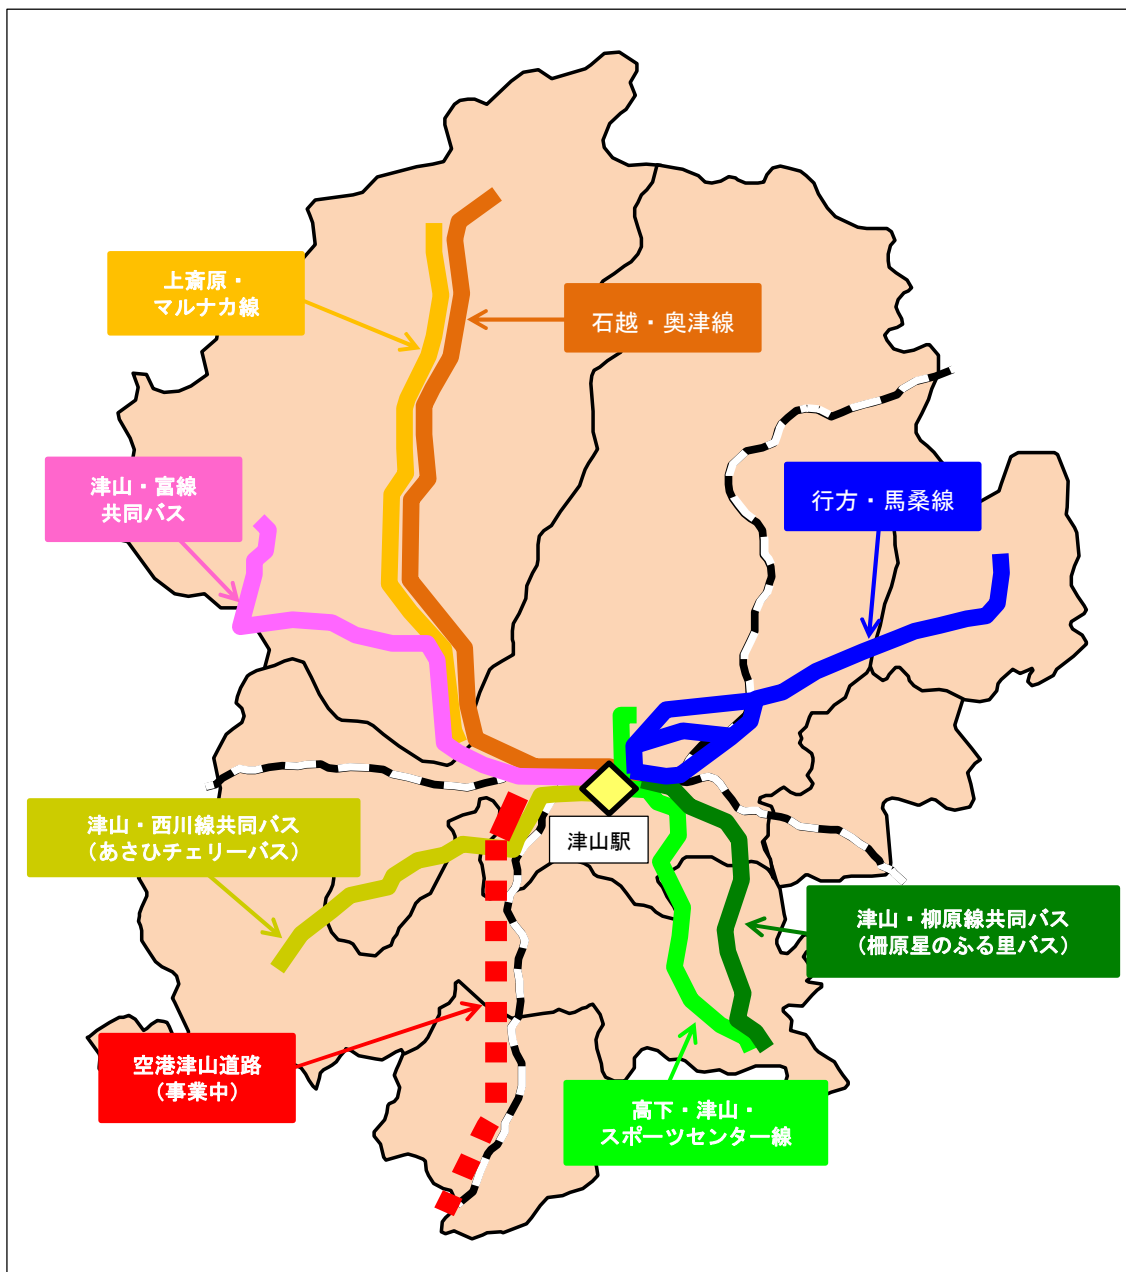 上斎原・
マルナカ線
石越・奥津線
津山・富線
共同バス
行方・馬桑線
津山・西川線共同バス
（あさひチェリーバス）
津山駅
津山・柳原線共同バス
（柵原星のふる里バス）
空港津山道路
（事業中）
高下・津山・
スポーツセンター線